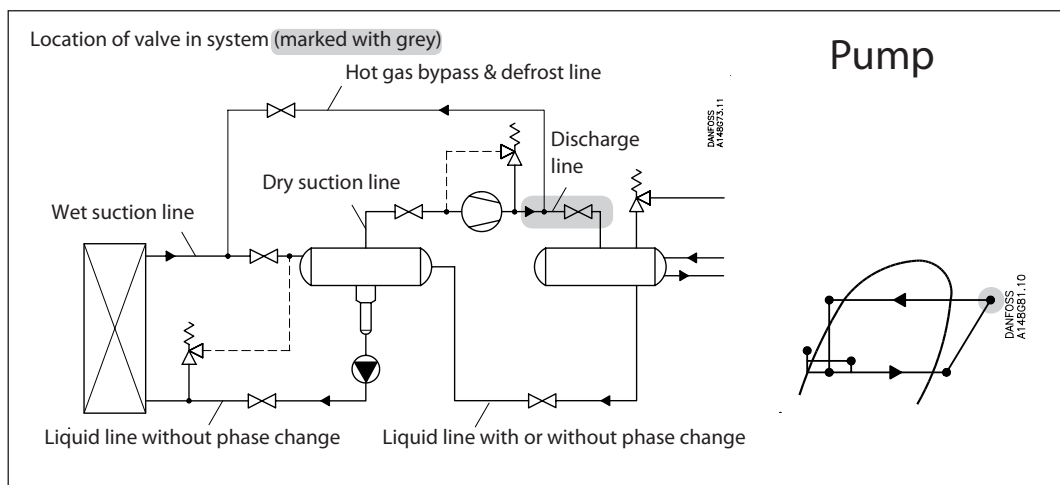 Location of valve in system (marked with grey)
Pump
Hot gas bypass & defrost line
DANFOSS
A148G73.11
Discharge
line
Dry suction line
Wet suction line
DANFOSS
A148G81.10
Liquid line without phase change
Liquid line with or without phase change